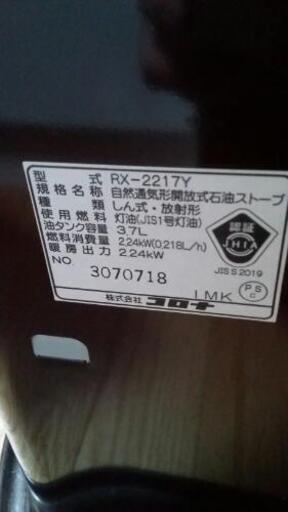 型 式 RX-2217Y
規 格 名 称 自然通気形開放式石油ストーブ
種 類 しん式・放射形
使 用 燃 料 灯油(JIS1号灯油)
油タンク容量 3.7L
燃料消費量 2.24kW(0.218L/h)
暖 房 出 力 2.24kW
NO 3070718
認証
JHIA
JIS S 2019
1MK
PS
C
株式会社 コロナ